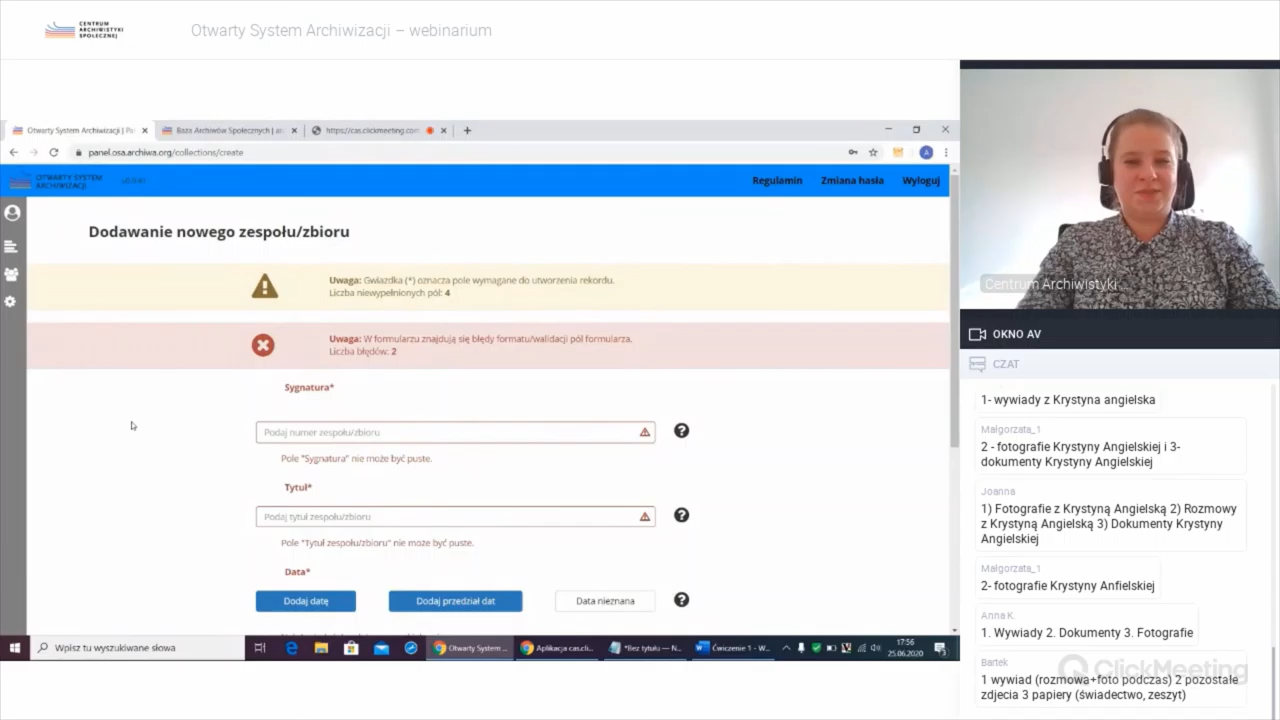 CENTRUM
ARCHIWISTYKI
SPOŁECZNEJ
Otwarty System Archiwizacji – webinarium
Otwarty System Archiwizacji | Pa
Baza Archiwów Społecznych | ar
https://cas.clickmeeting.com
panel.osa.archiwa.org/collections/create
A
OTWARTY SYSTEM
ARCHIWIZACJI
Regulamin
Zmiana hasła
Wyloguj
Dodawanie nowego zespołu/zbioru
Uwaga: Gwiazdka (*) oznacza pole wymagane do utworzenia rekordu.
Liczba niewypełnionych pól: 4
Uwaga: W formularzu znajdują się błędy formatu/walidacji pól formularza.
Liczba błędów: 2
Sygnatura*
Podaj numer zespołu/zbioru
Pole "Sygnatura" nie może być puste.
Tytuł*
Podaj tytuł zespołu/zbioru
Pole "Tytuł zespołu/zbioru" nie może być puste.
Data*
Dodaj datę
Dodaj przedział dat
Data nieznana
Wpisz tu wyszukiwane słowa
Otwarty System ...
Aplikacja cas.cli...
*Bez tytułu — N...
Ćwiczenie 1 - W...
17:56
25.06.2020
Centrum Archiwistyki ...
OKNO AV
CZAT
1- wywiady z Krystyna angielska
Małgorzata_1
2 - fotografie Krystyny Angielskiej i 3-
dokumenty Krystyny Angielskiej
Joanna
1) Fotografie z Krystyną Angielską 2) Rozmowy
z Krystyną Angielską 3) Dokumenty Krystyny
Angielskiej
Małgorzata_1
2- fotografie Krystyny Anfielskiej
Anna K.
1. Wywiady 2. Dokumenty 3. Fotografie
Bartek
1 wywiad (rozmowa+foto podczas) 2 pozostałe
zdjecia 3 papiery (świadectwo, zeszyt)
ClickMeeting